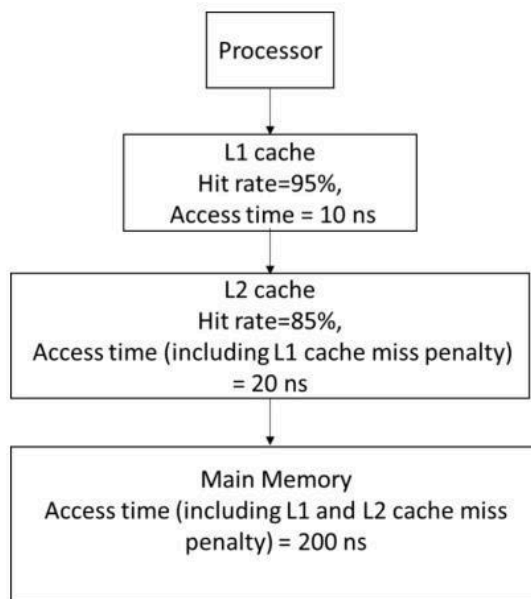 Processor
L1 cache
Hit rate=95%,
Access time = 10 ns
L2 cache
Hit rate=85%,
Access time (including L1 cache miss penalty)
= 20 ns
Main Memory
Access time (including L1 and L2 cache miss
penalty) = 200 ns